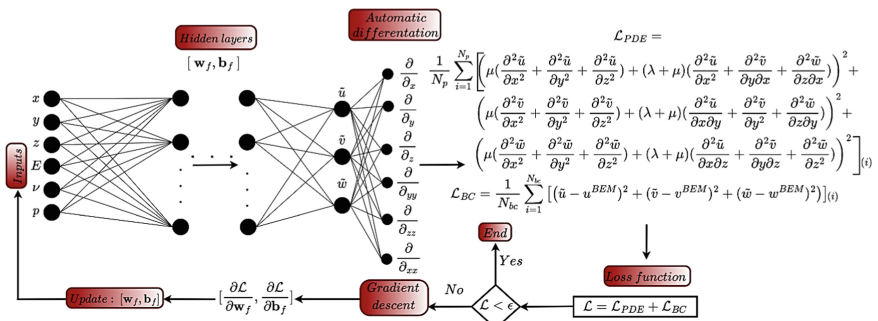 Automatic
differentation
Hidden layers
[w_f, b_f]
Inputs
x
y
z
E
ν
p
. . . .
ũ
ṽ
w̃
∂/∂_x
∂/∂_y
∂/∂_z
∂/∂_yy
∂/∂_zz
∂/∂_xx
ℒ_PDE =
1/N_p ∑_{i=1}^{N_p} [(μ(∂²ũ/∂x² + ∂²ũ/∂y² + ∂²ũ/∂z²) + (λ + μ)(∂²ũ/∂x² + ∂²ṽ/∂y∂x + ∂²w̃/∂z∂x))² +
(μ(∂²ṽ/∂x² + ∂²ṽ/∂y² + ∂²ṽ/∂z²) + (λ + μ)(∂²ũ/∂x∂y + ∂²ṽ/∂y² + ∂²w̃/∂z∂y))² +
(μ(∂²w̃/∂x² + ∂²w̃/∂y² + ∂²w̃/∂z²) + (λ + μ)(∂²ũ/∂x∂z + ∂²ṽ/∂y∂z + ∂²w̃/∂z²))²]_(i)
ℒ_BC = 1/N_bc ∑_{i=1}^{N_bc} [(ũ − u^BEM)² + (ṽ − v^BEM)² + (w̃ − w^BEM)²)]_(i)
Loss function
ℒ = ℒ_PDE + ℒ_BC
ℒ < ϵ
Yes
End
No
Gradient
descent
[∂ℒ/∂w_f, ∂ℒ/∂b_f]
Update : [w_f, b_f]